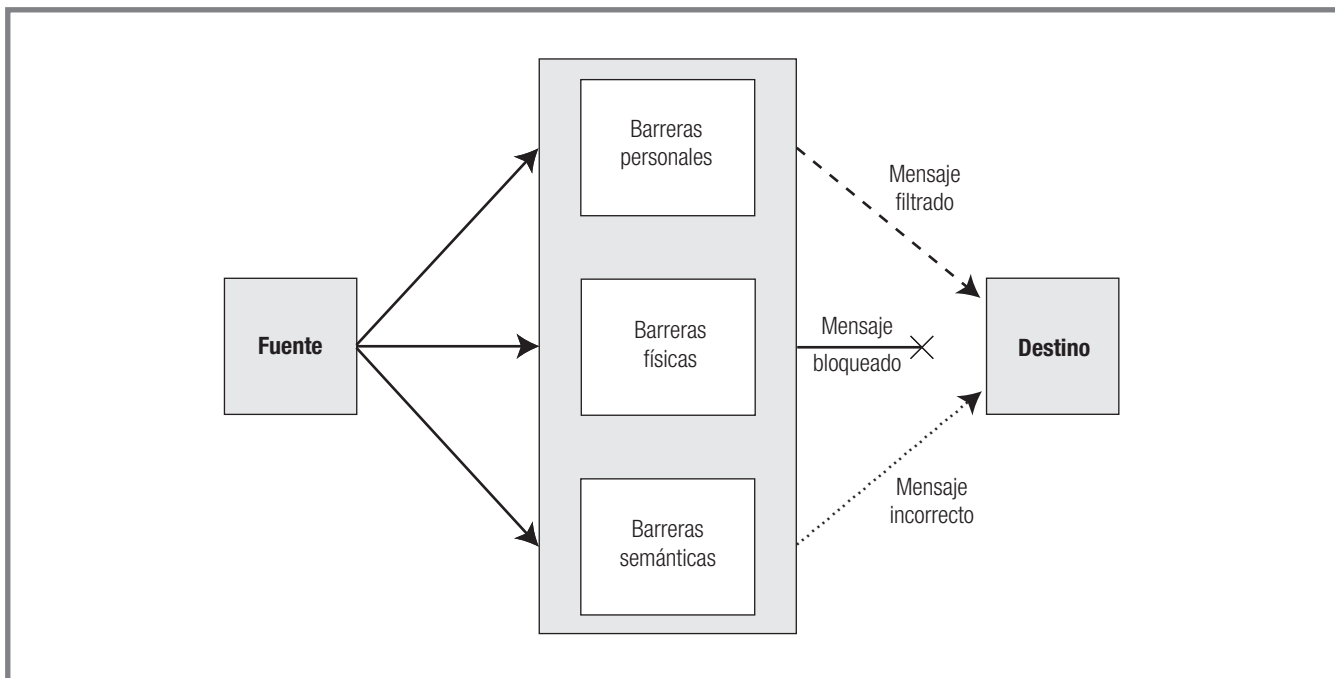 Barreras
personales
Mensaje
filtrado
Fuente
Barreras
físicas
Mensaje
bloqueado
Destino
Barreras
semánticas
Mensaje
incorrecto